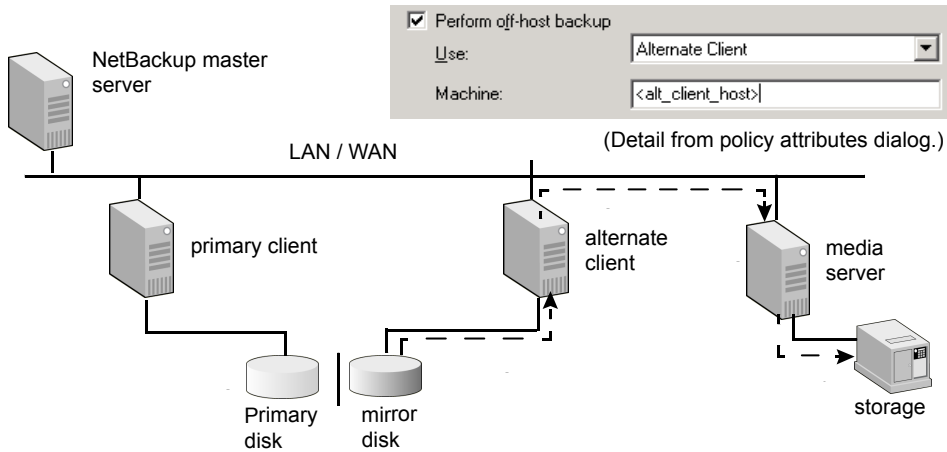 Perform off-host backup
Use:
Alternate Client
Machine:
<alt_client_host>
(Detail from policy attributes dialog.)
NetBackup master
server
LAN / WAN
primary client
alternate
client
media
server
Primary
disk
mirror
disk
storage